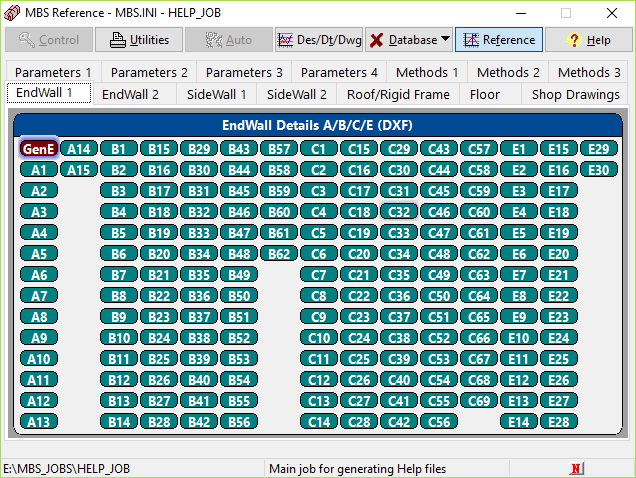 MBS Reference - MBS.INI - HELP_JOB
Control Utilities Auto Des/Dt/Dwg Database Reference Help
Parameters 1 Parameters 2 Parameters 3 Parameters 4 Methods 1 Methods 2 Methods 3
EndWall 1 EndWall 2 SideWall 1 SideWall 2 Roof/Rigid Frame Floor Shop Drawings
EndWall Details A/B/C/E (DXF)
GenE A14 B1 B15 B29 B43 B57 C1 C15 C29 C43 C57 E1 E15 E29
A1 A15 B2 B16 B30 B44 B58 C2 C16 C30 C44 C58 E2 E16 E30
A2 B3 B17 B31 B45 B59 C3 C17 C31 C45 C59 E3 E17
A3 B4 B18 B32 B46 B60 C4 C18 C32 C46 C60 E4 E18
A4 B5 B19 B33 B47 B61 C5 C19 C33 C47 C61 E5 E19
A5 B6 B20 B34 B48 B62 C6 C20 C34 C48 C62 E6 E20
A6 B7 B21 B35 B49 C7 C21 C35 C49 C63 E7 E21
A7 B8 B22 B36 B50 C8 C22 C36 C50 C64 E8 E22
A8 B9 B23 B37 B51 C9 C23 C37 C51 C65 E9 E23
A9 B10 B24 B38 B52 C10 C24 C38 C52 C66 E10 E24
A10 B11 B25 B39 B53 C11 C25 C39 C53 C67 E11 E25
A11 B12 B26 B40 B54 C12 C26 C40 C54 C68 E12 E26
A12 B13 B27 B41 B55 C13 C27 C41 C55 C69 E13 E27
A13 B14 B28 B42 B56 C14 C28 C42 C56 E14 E28
E:\MBS_JOBS\HELP_JOB Main job for generating Help files N